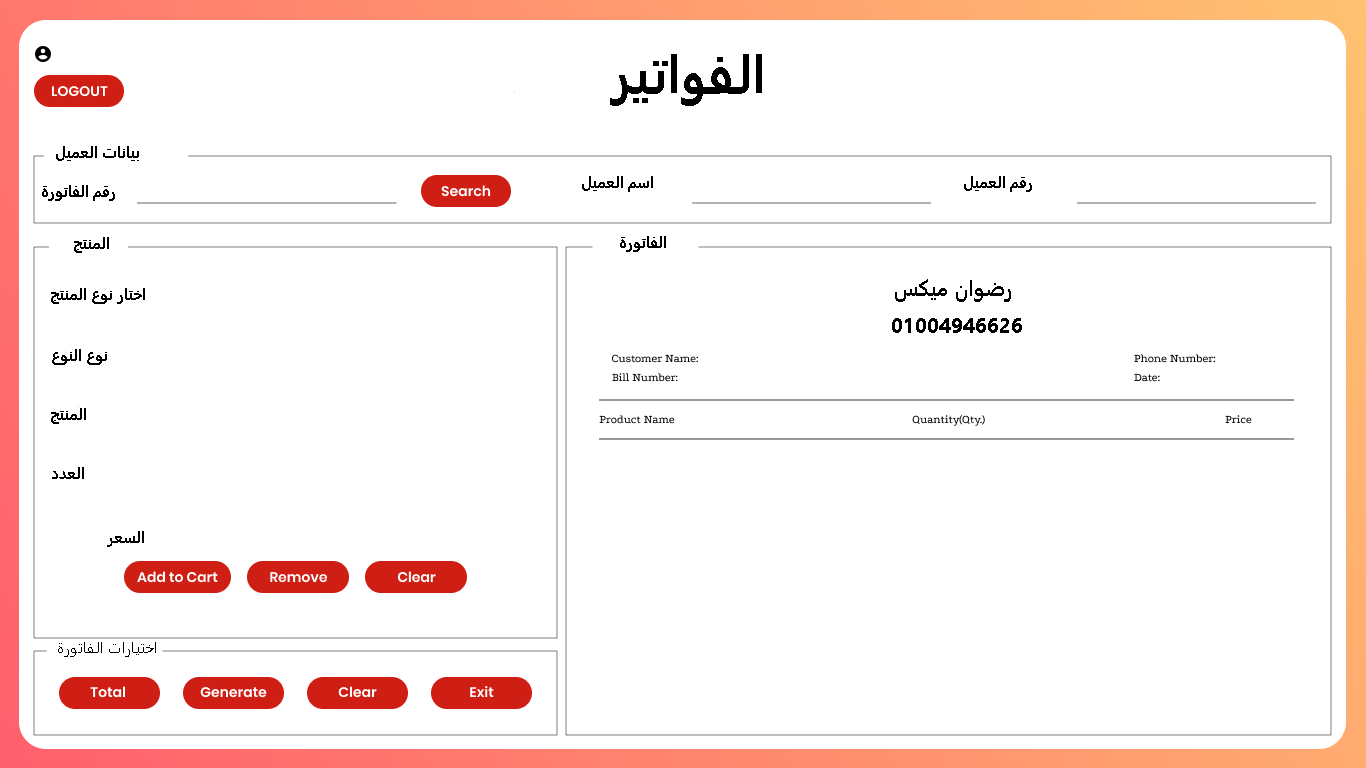 الفواتير
LOGOUT
بيانات العميل
رقم الفاتورة
Search
اسم العميل
رقم العميل
المنتج
اختار نوع المنتج
نوع النوع
المنتج
العدد
السعر
Add to Cart
Remove
Clear
اختيارات الفاتورة
Total
Generate
Clear
Exit
الفاتورة
رضوان ميكس
01004946626
Customer Name:
Phone Number:
Bill Number:
Date:
Product Name
Quantity(Qty.)
Price